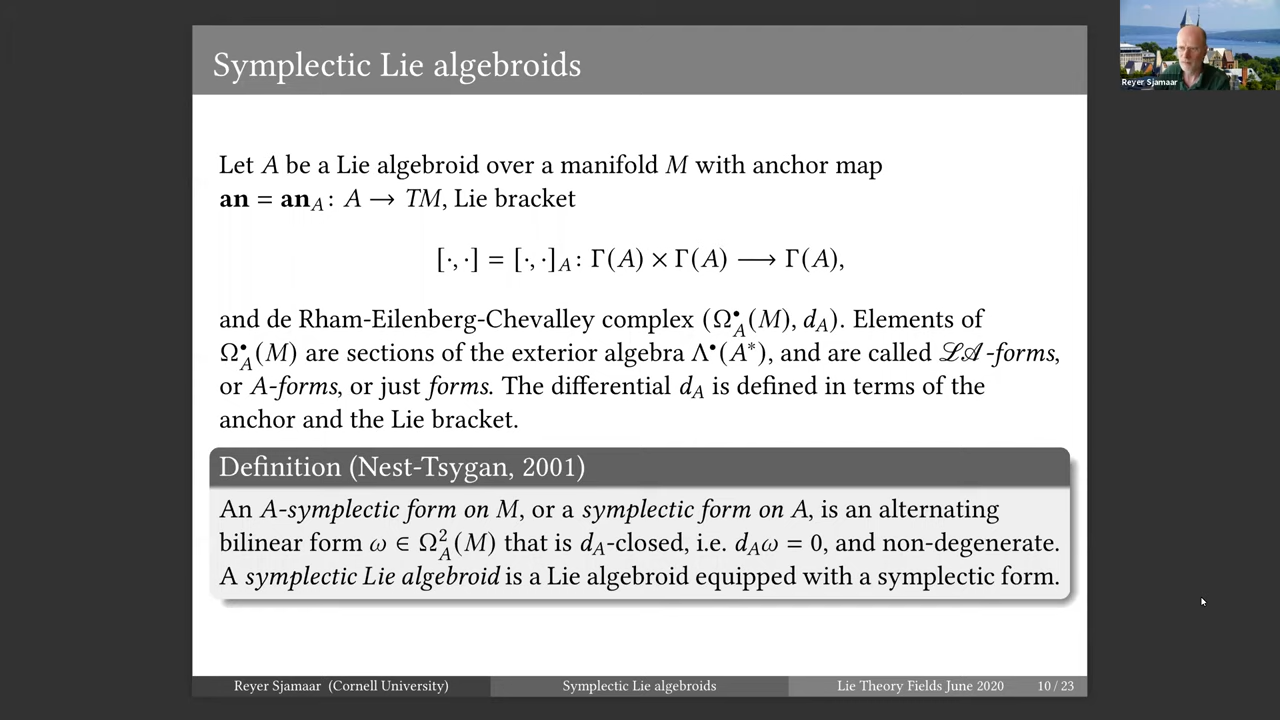 Symplectic Lie algebroids
Reyer Sjamaar
Let A be a Lie algebroid over a manifold M with anchor map
an = an_A : A → TM, Lie bracket
[·, ·] = [·, ·]_A : Γ(A) × Γ(A) ⟶ Γ(A),
and de Rham-Eilenberg-Chevalley complex (Ω^•_A(M), d_A). Elements of
Ω^•_A(M) are sections of the exterior algebra Λ^•(A*), and are called ℒ𝒜-forms,
or A-forms, or just forms. The differential d_A is defined in terms of the
anchor and the Lie bracket.
Definition (Nest-Tsygan, 2001)
An A-symplectic form on M, or a symplectic form on A, is an alternating
bilinear form ω ∈ Ω^2_A(M) that is d_A-closed, i.e. d_Aω = 0, and non-degenerate.
A symplectic Lie algebroid is a Lie algebroid equipped with a symplectic form.
Reyer Sjamaar (Cornell University) Symplectic Lie algebroids Lie Theory Fields June 2020 10 / 23